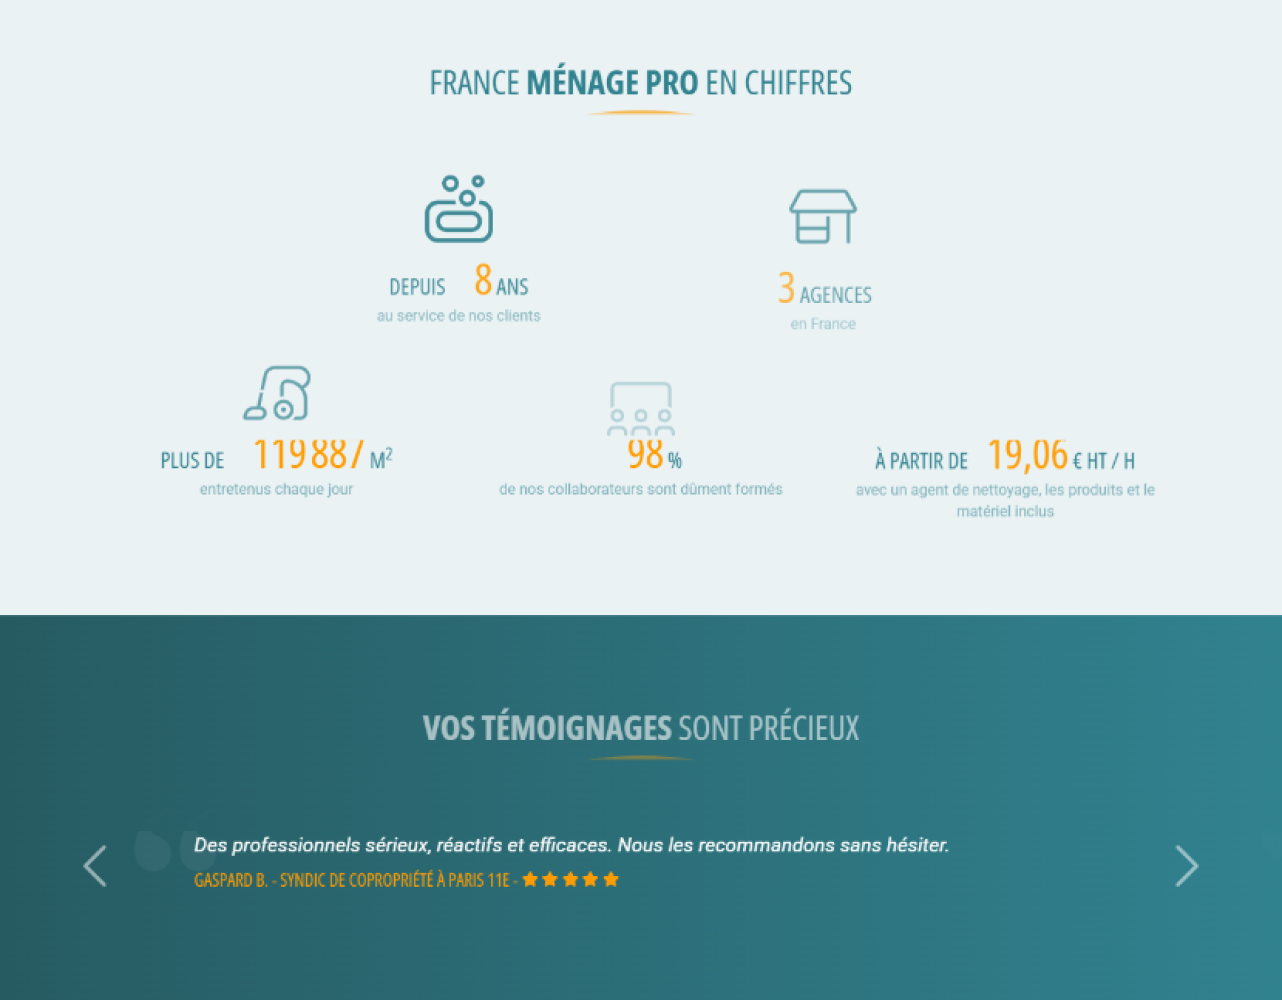 FRANCE MÉNAGE PRO EN CHIFFRES
DEPUIS 8 ANS
au service de nos clients
3 AGENCES
en France
PLUS DE 119 88 / M²
entretenus chaque jour
98 %
de nos collaborateurs sont dûment formés
À PARTIR DE 19,06 € HT / H
avec un agent de nettoyage, les produits et le
matériel inclus
VOS TÉMOIGNAGES SONT PRÉCIEUX
Des professionnels sérieux, réactifs et efficaces. Nous les recommandons sans hésiter.
GASPARD B. - SYNDIC DE COPROPRIÉTÉ À PARIS 11E - ★★★★★